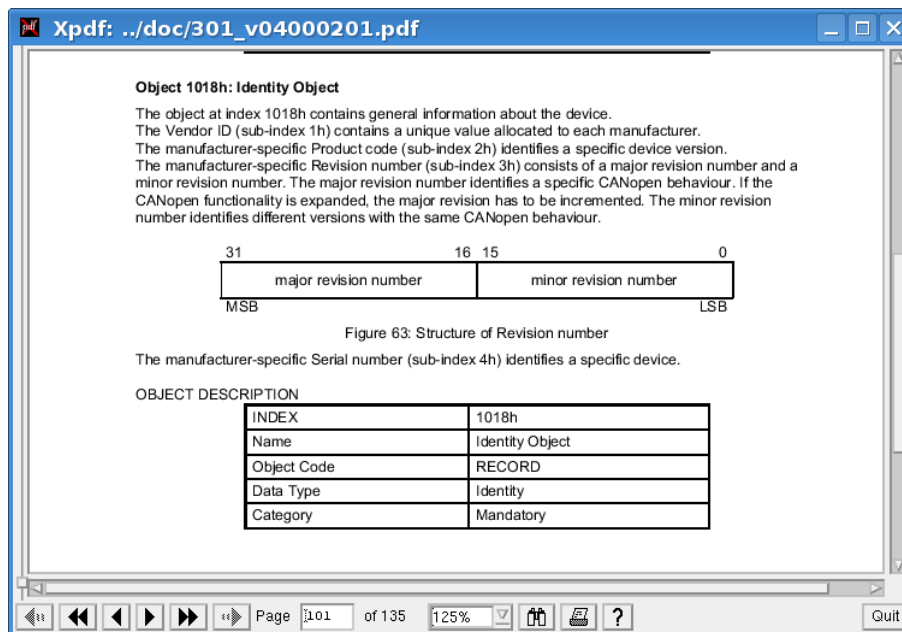 Xpdf: ../doc/301_v04000201.pdf
Object 1018h: Identity Object
The object at index 1018h contains general information about the device.
The Vendor ID (sub-index 1h) contains a unique value allocated to each manufacturer.
The manufacturer-specific Product code (sub-index 2h) identifies a specific device version.
The manufacturer-specific Revision number (sub-index 3h) consists of a major revision number and a
minor revision number. The major revision number identifies a specific CANopen behaviour. If the
CANopen functionality is expanded, the major revision has to be incremented. The minor revision
number identifies different versions with the same CANopen behaviour.
31 16 15 0
major revision number minor revision number
MSB LSB
Figure 63: Structure of Revision number
The manufacturer-specific Serial number (sub-index 4h) identifies a specific device.
OBJECT DESCRIPTION
INDEX 1018h
Name Identity Object
Object Code RECORD
Data Type Identity
Category Mandatory
Page 101 of 135 125% ? Quit